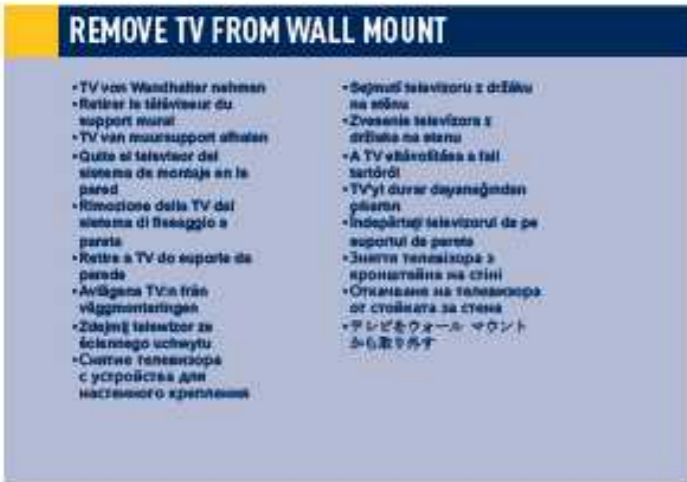 REMOVE TV FROM WALL MOUNT
• TV von Wandhalter nehmen
• Retirer le téléviseur du
support mural
• TV van muursupport afhalen
• Quite el televisor del
sistema de montaje en la
pared
• Rimozione della TV dal
sistema di fissaggio a
parete
• Retire a TV do suporte da
parede
• Avlägsna TV:n från
väggmonteringen
• Zdejmij telewizor ze
ściennego uchwytu
• Снятие телевизора
с устройства для
настенного крепления
• Sejmutí televizoru z držáku
na stěnu
• Zvesenie televízora z
držiaka na stenu
• A TV eltávolítása a fali
tartóról
• TV'yi duvar dayanağından
çıkartın
• Îndepărtaţi televizorul de pe
suportul de perete
• Зняття телевізора з
кронштейна на стіні
• Откачване на телевизора
от стойката за стена
• テレビをウォール マウント
から取り外す